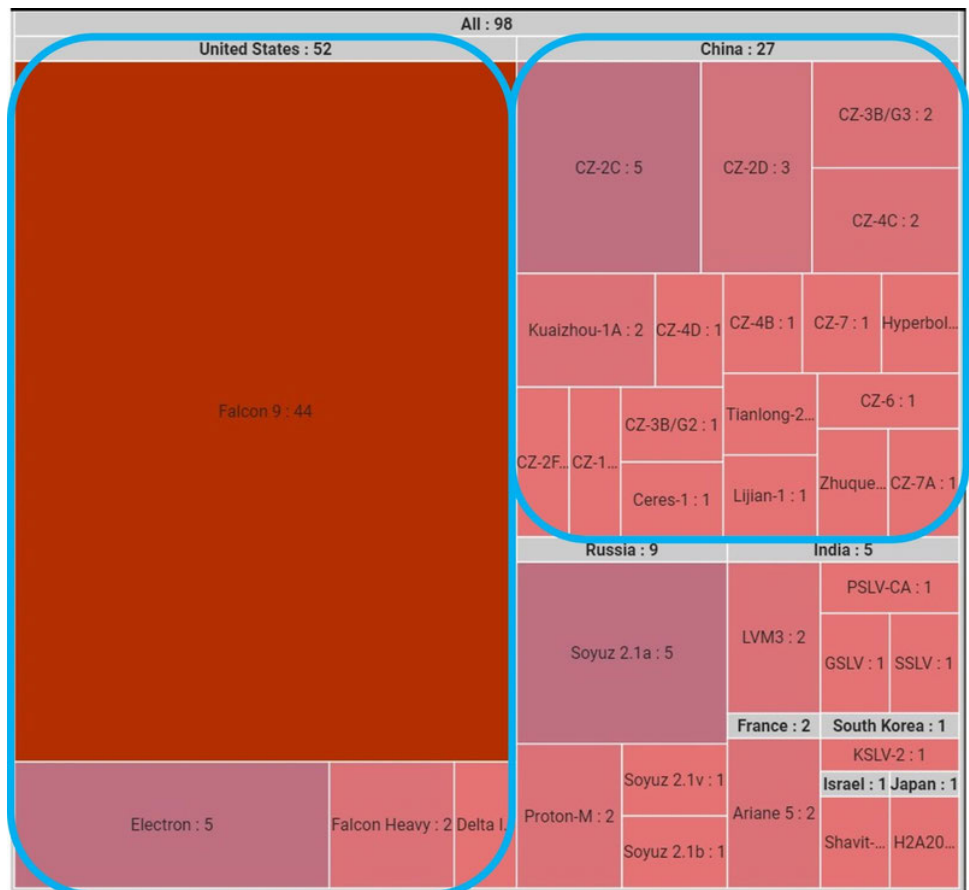 All : 98
United States : 52
China : 27
Falcon 9 : 44
Electron : 5
Falcon Heavy : 2
Delta I...
CZ-2C : 5
CZ-2D : 3
CZ-3B/G3 : 2
CZ-4C : 2
Kuaizhou-1A : 2
CZ-4D : 1
CZ-4B : 1
CZ-7 : 1
Hyperbol...
CZ-2F...
CZ-1...
CZ-3B/G2 : 1
Ceres-1 : 1
Tianlong-2...
Lijian-1 : 1
CZ-6 : 1
Zhuque...
CZ-7A : 1
Russia : 9
India : 5
Soyuz 2.1a : 5
Proton-M : 2
Soyuz 2.1v : 1
Soyuz 2.1b : 1
LVM3 : 2
PSLV-CA : 1
GSLV : 1
SSLV : 1
France : 2
South Korea : 1
Ariane 5 : 2
KSLV-2 : 1
Israel : 1
Japan : 1
Shavit-...
H2A20...